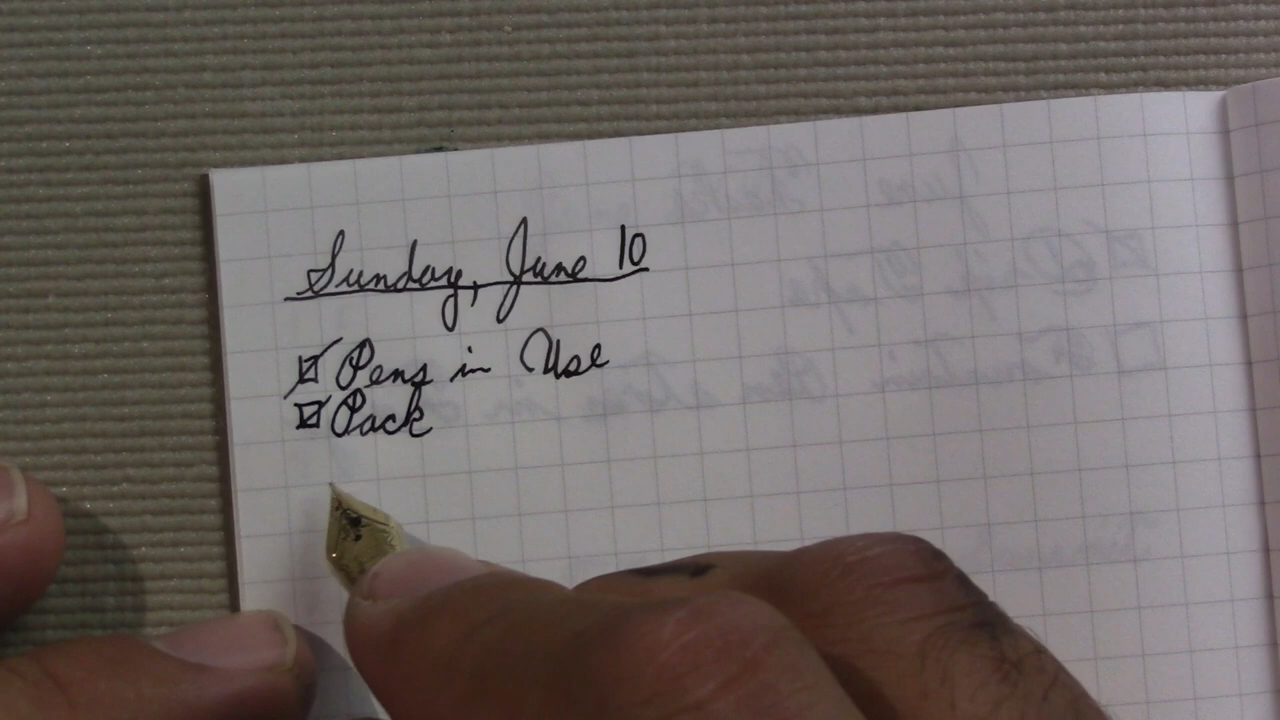 Sunday, June 10
☑ Pens in Use
☑ Pack